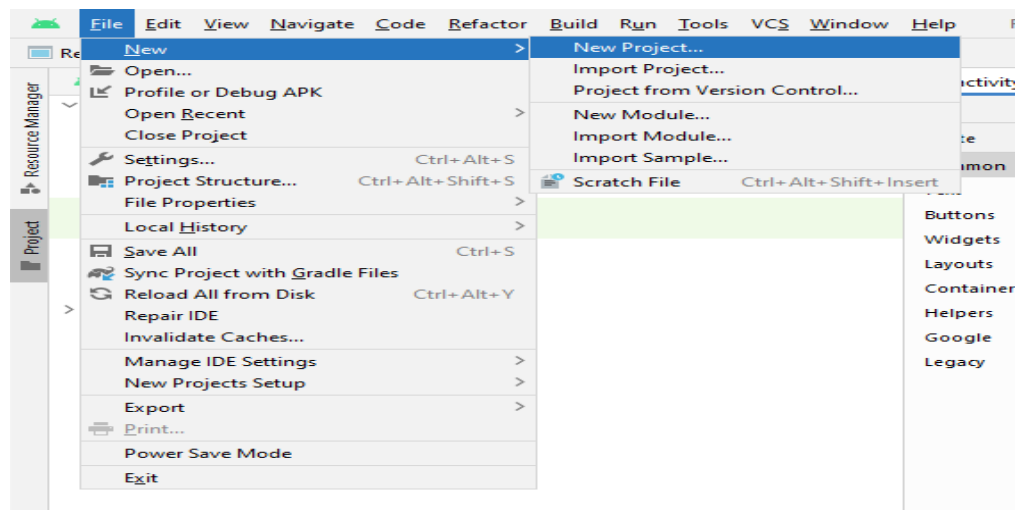 File Edit View Navigate Code Refactor Build Run Tools VCS Window Help
Re
New >
Open...
Profile or Debug APK
Open Recent >
Close Project
Settings... Ctrl+Alt+S
Project Structure... Ctrl+Alt+Shift+S
File Properties >
Local History >
Save All Ctrl+S
Sync Project with Gradle Files
Reload All from Disk Ctrl+Alt+Y
Repair IDE
Invalidate Caches...
Manage IDE Settings >
New Projects Setup >
Export >
Print...
Power Save Mode
Exit
New Project...
Import Project...
Project from Version Control...
New Module...
Import Module...
Import Sample...
Scratch File Ctrl+Alt+Shift+Insert
Resource Manager
Project
Buttons
Widgets
Layouts
Container
Helpers
Google
Legacy